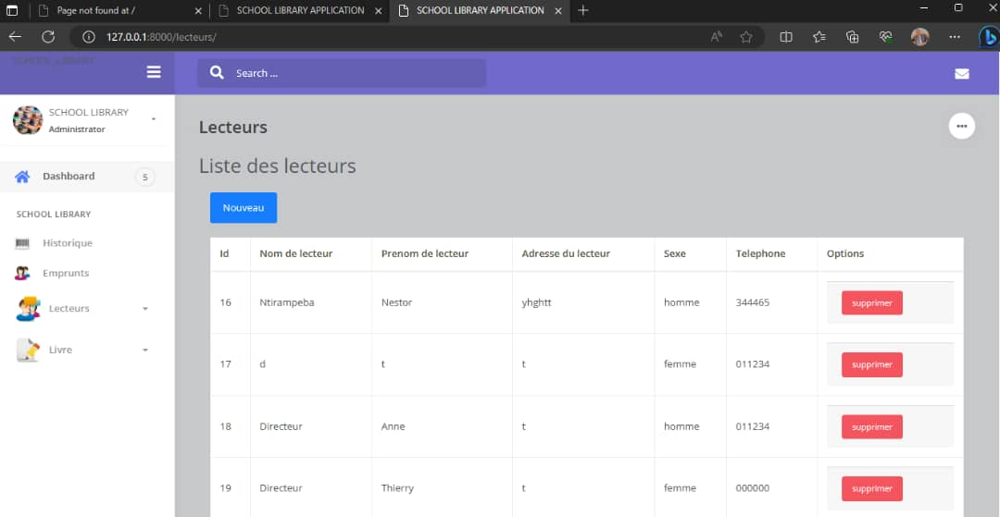 Page not found at /
SCHOOL LIBRARY APPLICATION
SCHOOL LIBRARY APPLICATION
127.0.0.1:8000/lecteurs/
SCHOOL_LIBRARY
Search ...
SCHOOL LIBRARY
Administrator
Dashboard 5
SCHOOL LIBRARY
Historique
Emprunts
Lecteurs
Livre
Lecteurs
Liste des lecteurs
Nouveau
Id Nom de lecteur Prenom de lecteur Adresse du lecteur Sexe Telephone Options
16 Ntirampeba Nestor yhghtt homme 344465 supprimer
17 d t t femme 011234 supprimer
18 Directeur Anne t homme 011234 supprimer
19 Directeur Thierry t femme 000000 supprimer